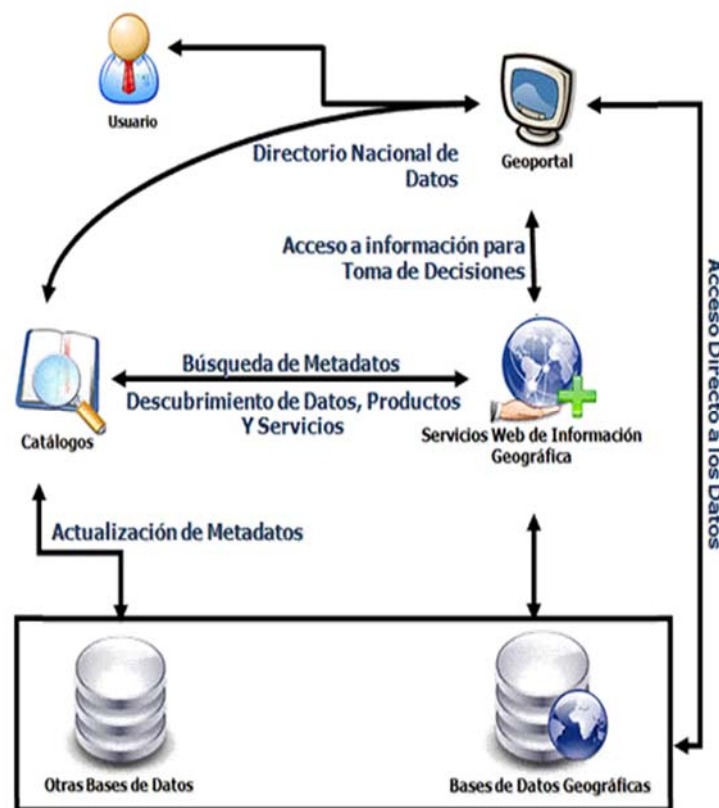 Usuario
Geoportal
Directorio Nacional de
Datos
Acceso a información para
Toma de Decisiones
Búsqueda de Metadatos
Descubrimiento de Datos, Productos
Y Servicios
Catálogos
Servicios Web de Información
Geográfica
Acceso Directo a los Datos
Actualización de Metadatos
Otras Bases de Datos
Bases de Datos Geográficas